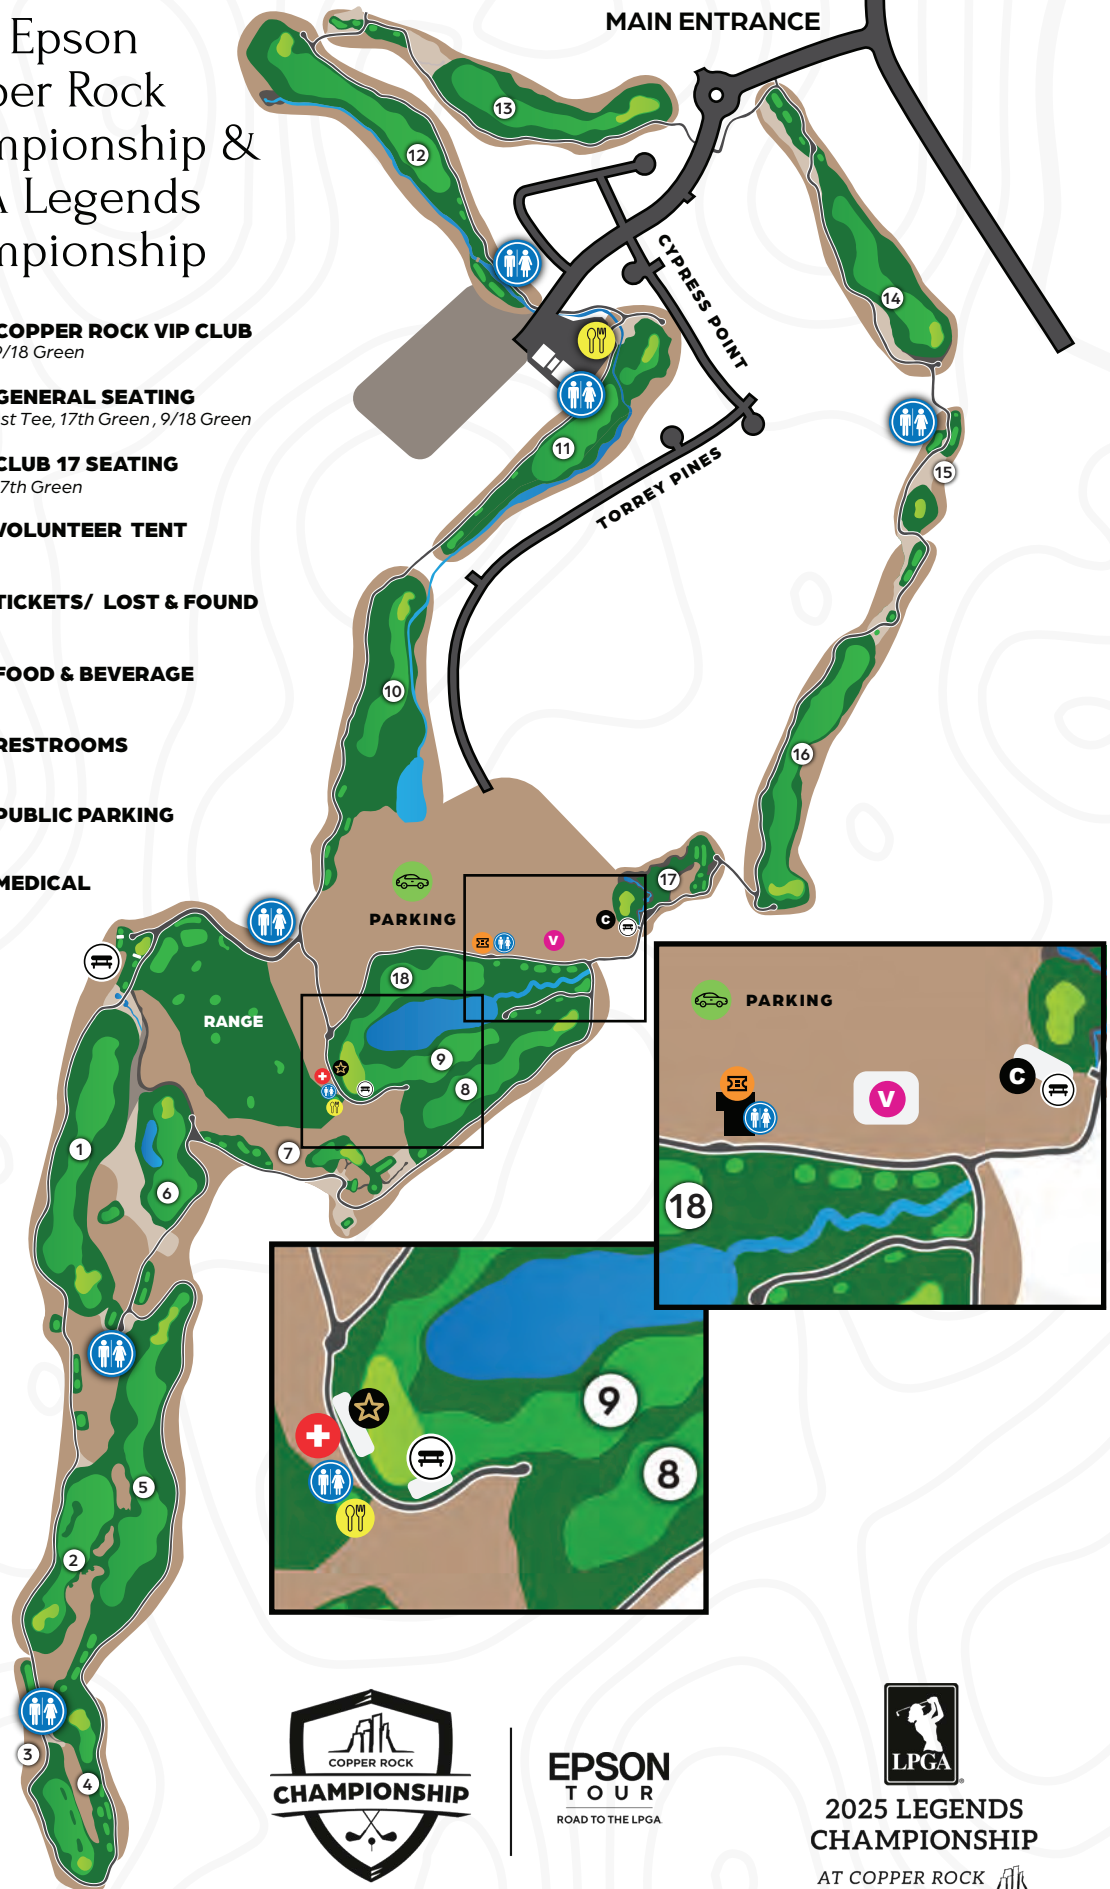 Epson
per Rock
mpionship &
A Legends
mpionship
MAIN ENTRANCE
COPPER ROCK VIP CLUB
9/18 Green
GENERAL SEATING
st Tee, 17th Green , 9/18 Green
CLUB 17 SEATING
7th Green
VOLUNTEER TENT
TICKETS/ LOST & FOUND
FOOD & BEVERAGE
RESTROOMS
PUBLIC PARKING
MEDICAL
13
12
CYPRESS POINT
14
11
TORREY PINES
15
10
16
17
PARKING
C
V
18
RANGE
9
8
1
7
6
PARKING
C
V
18
9
8
5
2
3
4
COPPER ROCK
CHAMPIONSHIP
EPSON
TOUR
ROAD TO THE LPGA
LPGA
2025 LEGENDS
CHAMPIONSHIP
AT COPPER ROCK